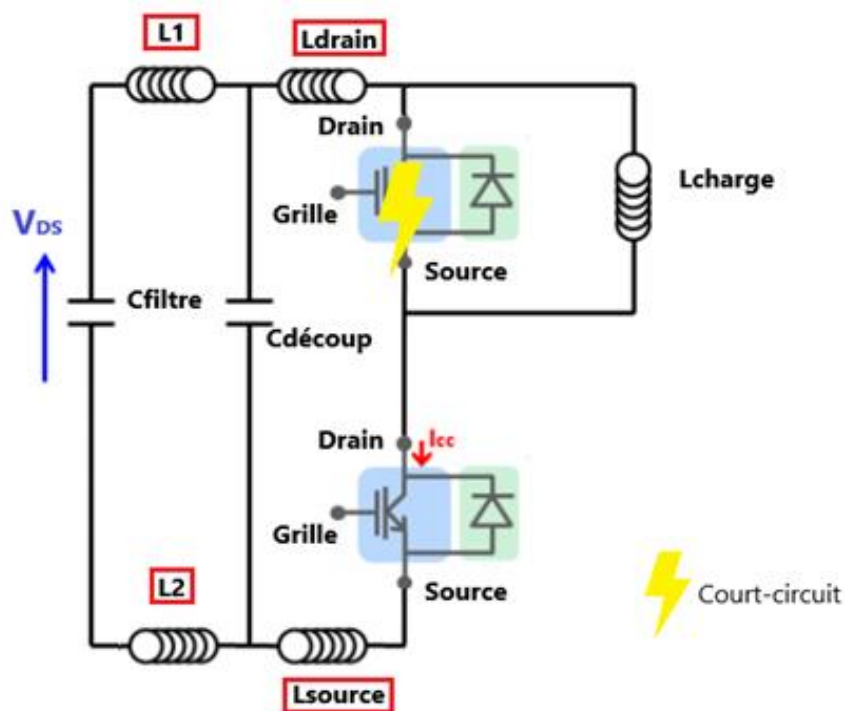 L1
Ldrain
Drain
Grille
Lcharge
VDS
Source
Cfiltre
Cdécoup
Drain
Icc
Grille
L2
Source
Court-circuit
Lsource